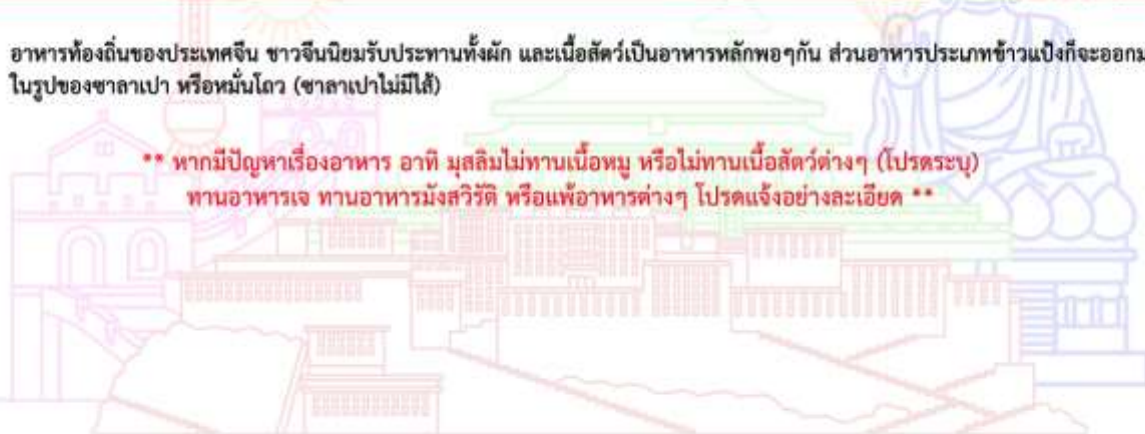 อาหารท้องถิ่นของประเทศจีน ชาวจีนนิยมรับประทานทั้งผัก และเนื้อสัตว์เป็นอาหารหลักพอๆกัน ส่วนอาหารประเภทข้าวแป้งก็จะออกม
ในรูปของซาลาเปา หรือหมั่นโถว (ซาลาเปาไม่มีไส้)
** หากมีปัญหาเรื่องอาหาร อาทิ มุสลิมไม่ทานเนื้อหมู หรือไม่ทานเนื้อสัตว์ต่างๆ (โปรดระบุ)
ทานอาหารเจ ทานอาหารมังสวิรัติ หรือแพ้อาหารต่างๆ โปรดแจ้งอย่างละเอียด **